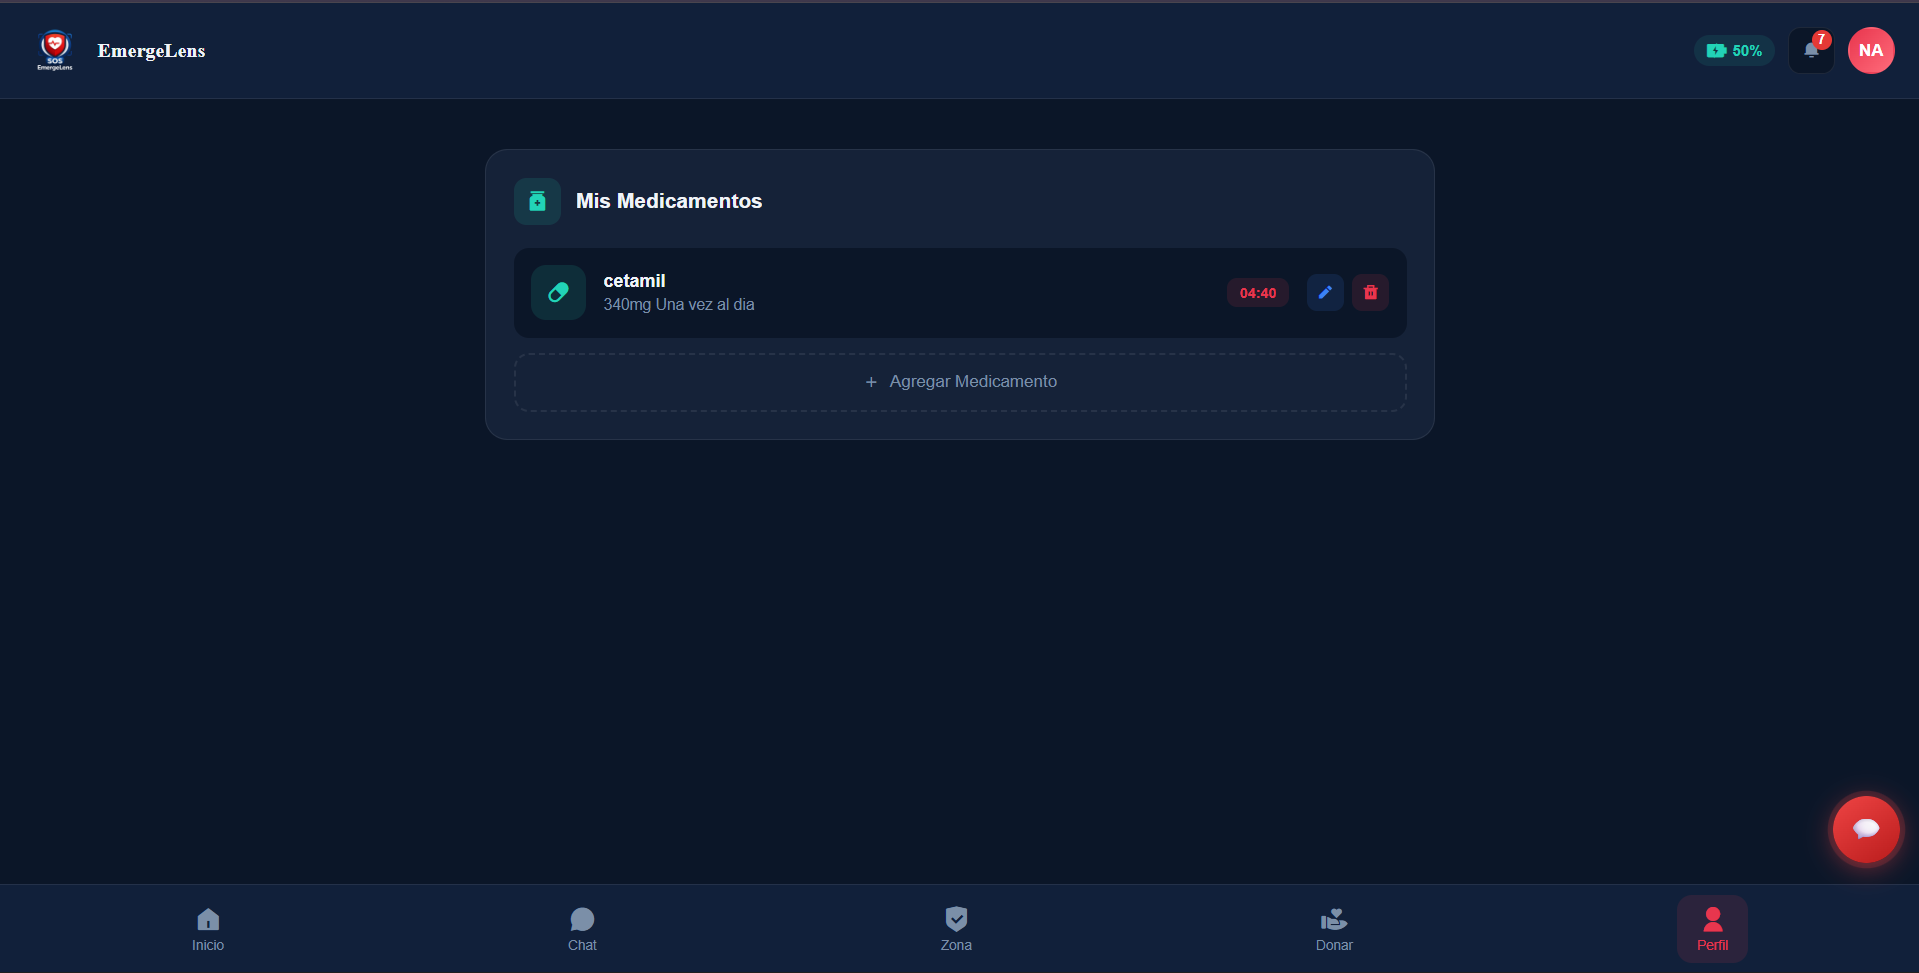 SOS
EmergeLens
EmergeLens
50%
7
NA
Mis Medicamentos
cetamil
340mg Una vez al dia
04:40
+ Agregar Medicamento
Inicio
Chat
Zona
Donar
Perfil